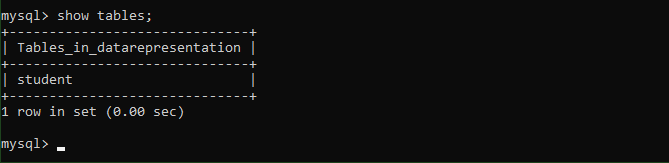 mysql> show tables;
+------------------------------+
| Tables_in_datarepresentation |
+------------------------------+
| student                      |
+------------------------------+
1 row in set (0.00 sec)
mysql> _